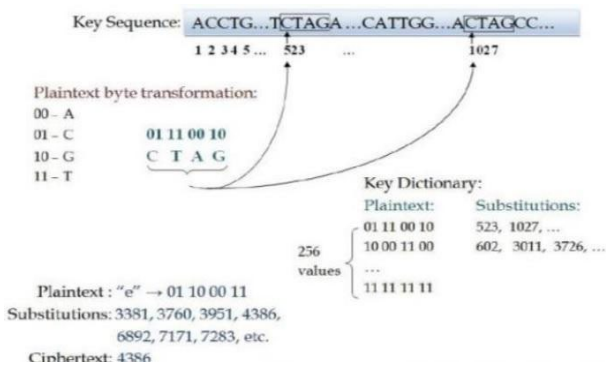 Key Sequence: ACCTG...TCTAGA...CATTGG...ACTAGCC...
1 2 3 4 5 ... 523 ... 1027
Plaintext byte transformation:
00 – A
01 – C 01 11 00 10
10 – G C T A G
11 – T
Key Dictionary:
Plaintext: Substitutions:
01 11 00 10 523, 1027, ...
256 values
10 00 11 00 602, 3011, 3726, ...
...
11 11 11 11
Plaintext : "e" → 01 10 00 11
Substitutions: 3381, 3760, 3951, 4386,
6892, 7171, 7283, etc.
Ciphertext: 4386